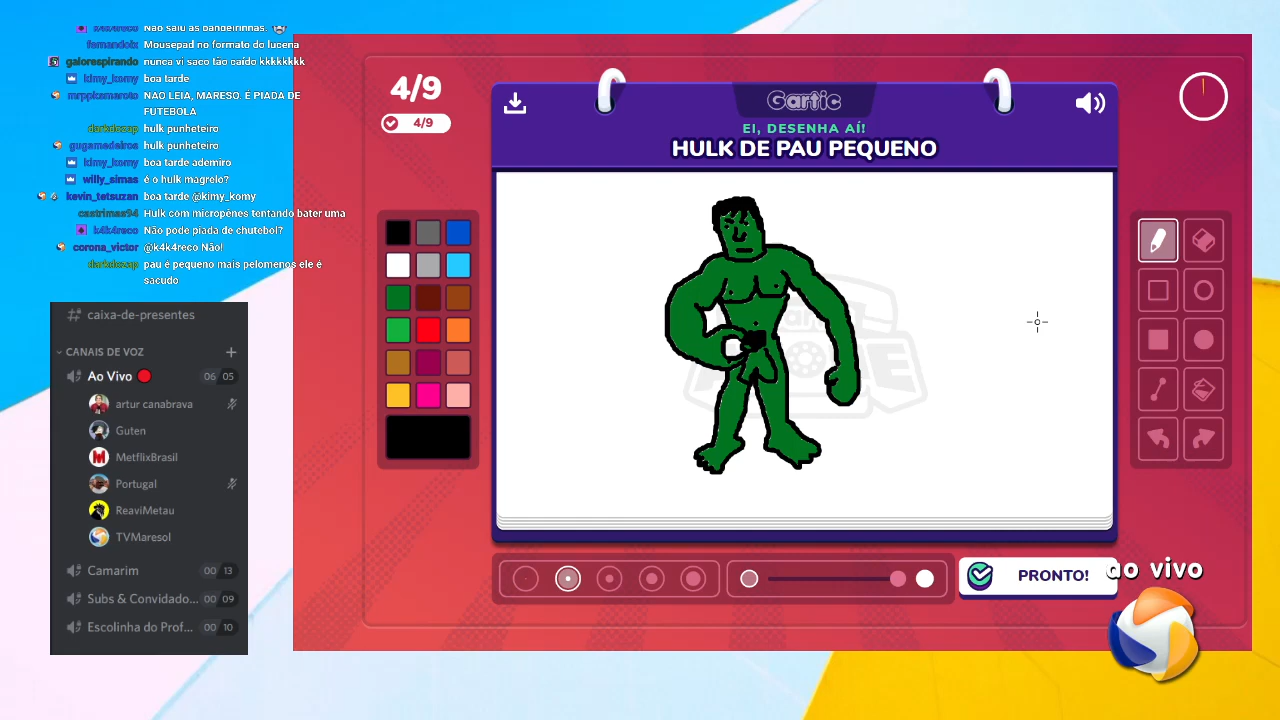 k4k4reco Não saiu as bandeirinhas.
fernandoix Mousepad no formato do lucena
galorespirando nunca vi saco tão caído kkkkkkkk
kimy_komy boa tarde
mrppkamaroto NAO LEIA, MARESO. É PIADA DE
FUTEBOLA
darkdozap hulk punheteiro
gugamedeiros hulk punheteiro
kimy_komy boa tarde ademiro
willy_simas é o hulk magrelo?
kevin_tetsuzan boa tarde @kimy_komy
castrimas94 Hulk com micropênes tentando bater uma
k4k4reco Não pode piada de chutebol?
corona_victor @k4k4reco Não!
darkdozap pau é pequeno mais pelomenos ele é
sacudo
# caixa-de-presentes
CANAIS DE VOZ +
Ao Vivo 06 05
artur canabrava
Guten
MetflixBrasil
Portugal
ReaviMetau
TVMaresol
Camarim 00 13
Subs & Convidado... 00 09
Escolinha do Prof... 00 10
4/9
4/9
Gartic
EI, DESENHA AÍ!
HULK DE PAU PEQUENO
PRONTO!
ao vivo